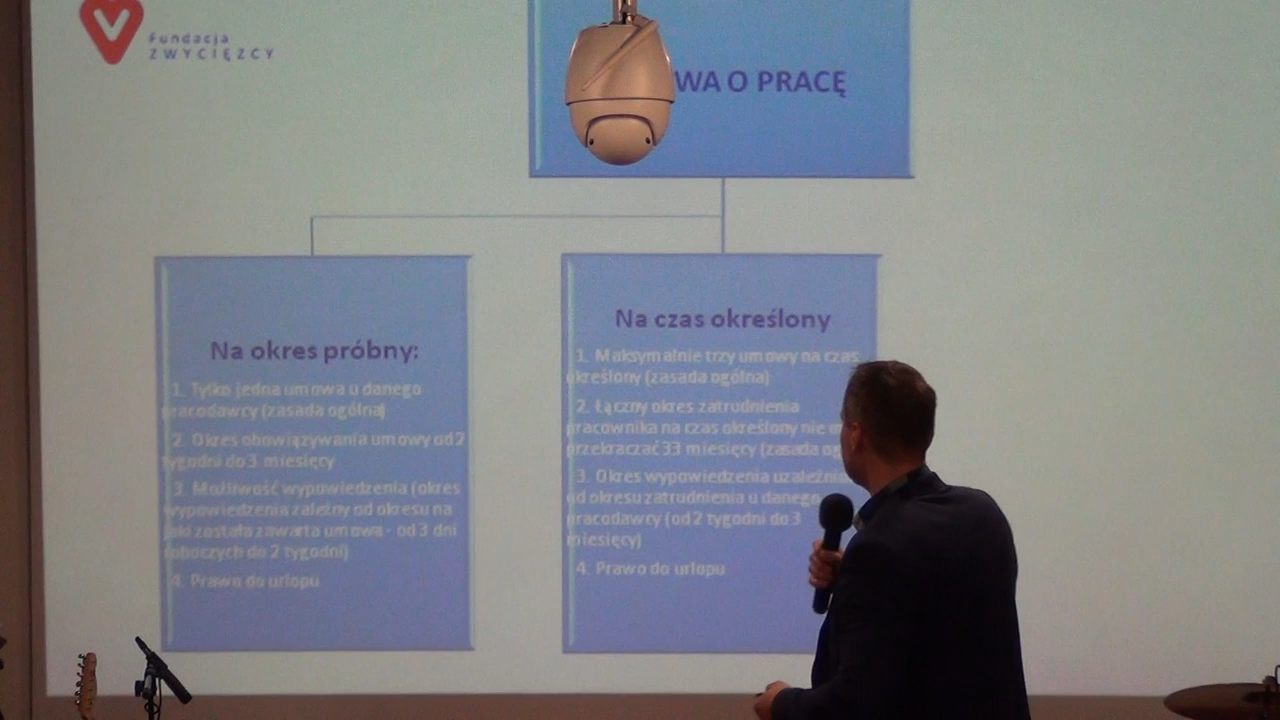 Fundacja
ZWYCIĘZCY
WA O PRACĘ
Na okres próbny:
1. Tylko jedna umowa u danego
pracodawcy (zasada ogólna)
2. Okres obowiązywania umowy od 2
tygodni do 3 miesięcy
3. Możliwość wypowiedzenia (okres
wypowiedzenia zależny od okresu na
jaki została zawarta umowa - od 3 dni
roboczych do 2 tygodni)
4. Prawo do urlopu
Na czas określony
1. Maksymalnie trzy umowy na czas
określony (zasada ogólna)
2. Łączny okres zatrudnienia
pracownika na czas określony nie
przekraczać 33 miesięcy (zasada
3. Okres wypowiedzenia
od okresu zatrudnienia u danego
pracodawcy (od 2 tygodni do 3
miesięcy)
4. Prawo do urlopu